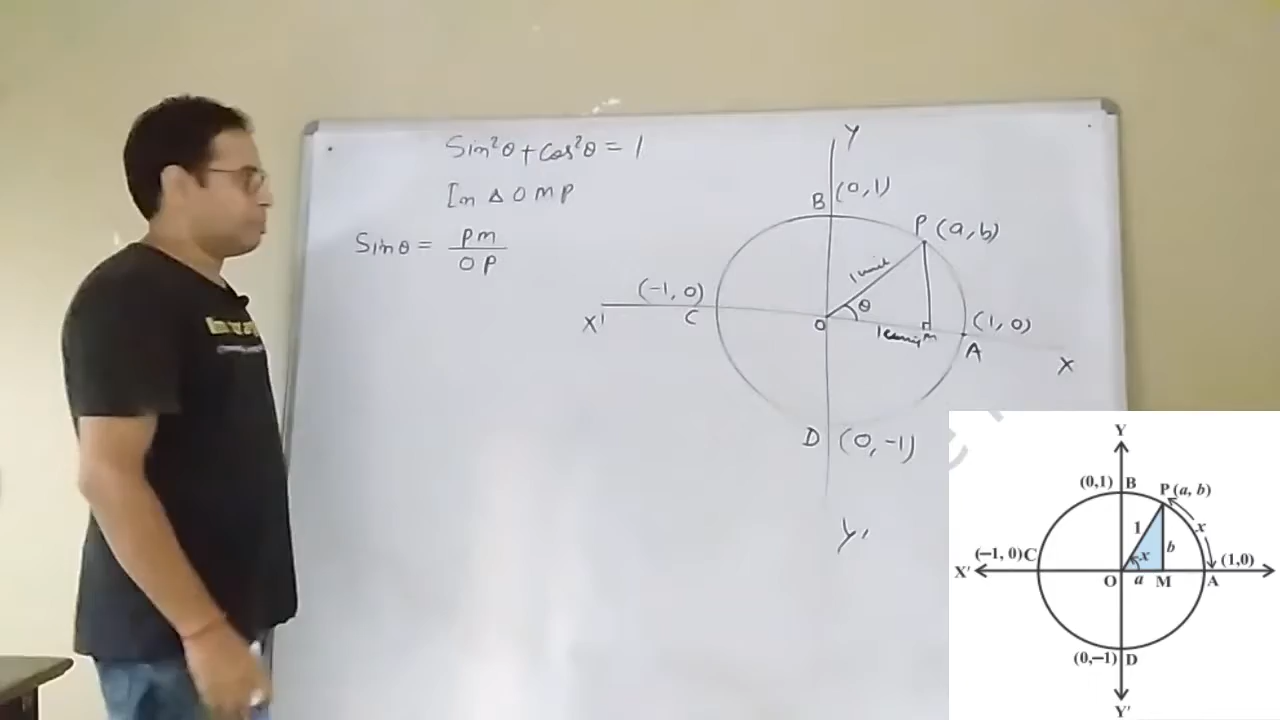 Sin²θ + cos²θ = 1
In Δ O M P
Sinθ = PM / OP
Y
B (0, 1)
P (a, b)
1 unit
θ
(-1, 0)
X' C
O
M
(1, 0)
A
X
D (0, -1)
Y'
Y
(0,1) B
P (a, b)
1 x
x b
(−1, 0) C
(1,0)
X' O a M A
(0,−1) D
Y'